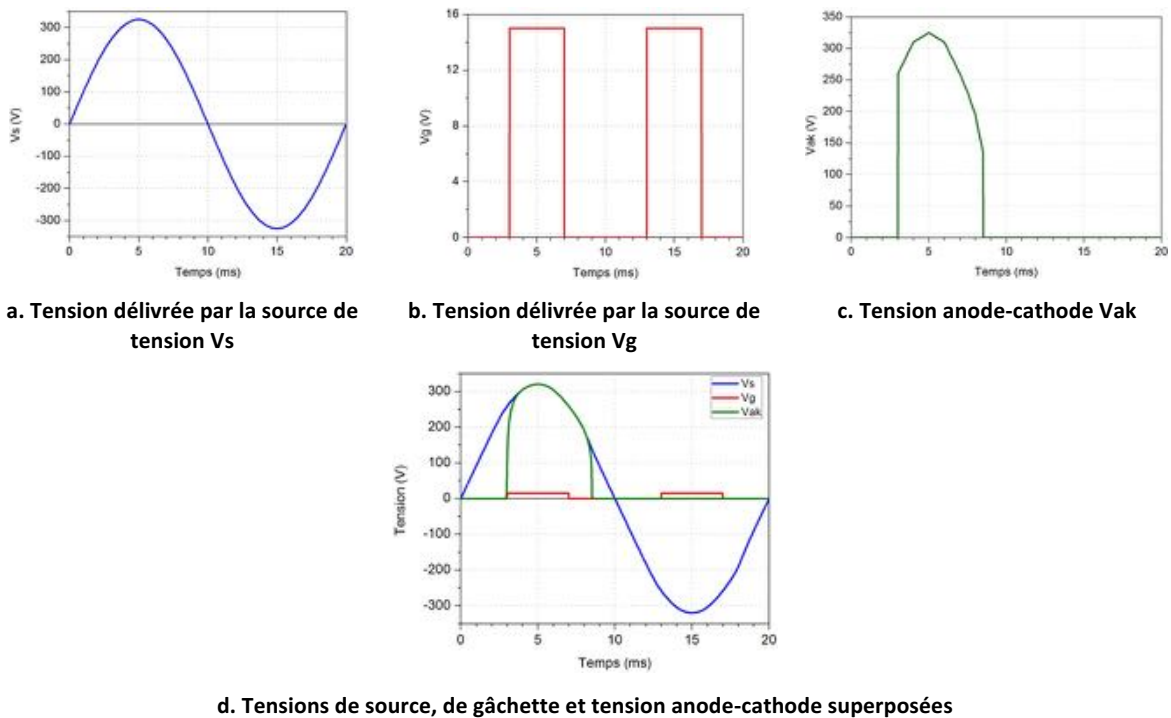 300
200
100
0
-100
-200
-300
Vs (V)
0 5 10 15 20
Temps (ms)
16
12
8
4
0
Vg (V)
0 5 10 15 20
Temps (ms)
350
300
250
200
150
100
50
0
Vak (V)
0 5 10 15 20
Temps (ms)
a. Tension délivrée par la source de
tension Vs
b. Tension délivrée par la source de
tension Vg
c. Tension anode-cathode Vak
300
200
100
0
-100
-200
-300
Tension (V)
Vs
Vg
Vak
0 5 10 15 20
Temps (ms)
d. Tensions de source, de gâchette et tension anode-cathode superposées